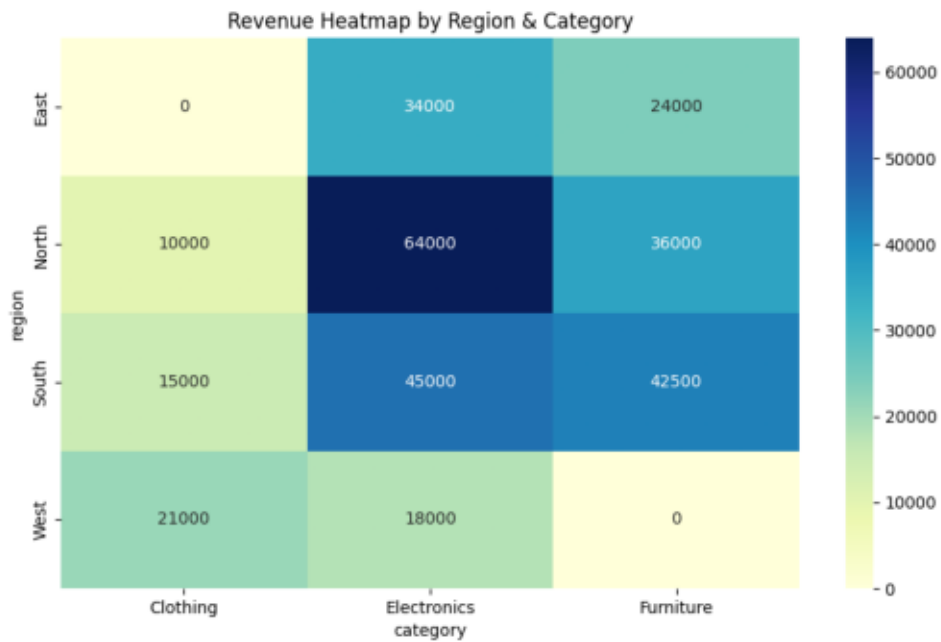 Revenue Heatmap by Region & Category
East 0 34000 24000
North 10000 64000 36000
South 15000 45000 42500
West 21000 18000 0
region
Clothing Electronics Furniture
category
60000
50000
40000
30000
20000
10000
0